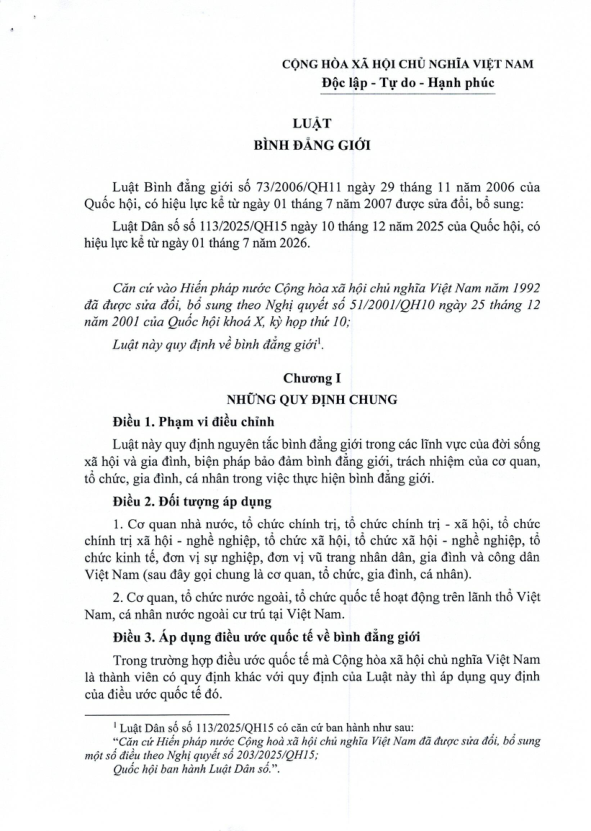 CỘNG HÒA XÃ HỘI CHỦ NGHĨA VIỆT NAM
Độc lập - Tự do - Hạnh phúc
LUẬT
BÌNH ĐẲNG GIỚI
Luật Bình đẳng giới số 73/2006/QH11 ngày 29 tháng 11 năm 2006 của
Quốc hội, có hiệu lực kể từ ngày 01 tháng 7 năm 2007 được sửa đổi, bổ sung:
Luật Dân số số 113/2025/QH15 ngày 10 tháng 12 năm 2025 của Quốc hội, có
hiệu lực kể từ ngày 01 tháng 7 năm 2026.
Căn cứ vào Hiến pháp nước Cộng hòa xã hội chủ nghĩa Việt Nam năm 1992
đã được sửa đổi, bổ sung theo Nghị quyết số 51/2001/QH10 ngày 25 tháng 12
năm 2001 của Quốc hội khoá X, kỳ họp thứ 10;
Luật này quy định về bình đẳng giới¹.
Chương I
NHỮNG QUY ĐỊNH CHUNG
Điều 1. Phạm vi điều chỉnh
Luật này quy định nguyên tắc bình đẳng giới trong các lĩnh vực của đời sống
xã hội và gia đình, biện pháp bảo đảm bình đẳng giới, trách nhiệm của cơ quan,
tổ chức, gia đình, cá nhân trong việc thực hiện bình đẳng giới.
Điều 2. Đối tượng áp dụng
1. Cơ quan nhà nước, tổ chức chính trị, tổ chức chính trị - xã hội, tổ chức
chính trị xã hội - nghề nghiệp, tổ chức xã hội, tổ chức xã hội - nghề nghiệp, tổ
chức kinh tế, đơn vị sự nghiệp, đơn vị vũ trang nhân dân, gia đình và công dân
Việt Nam (sau đây gọi chung là cơ quan, tổ chức, gia đình, cá nhân).
2. Cơ quan, tổ chức nước ngoài, tổ chức quốc tế hoạt động trên lãnh thổ Việt
Nam, cá nhân nước ngoài cư trú tại Việt Nam.
Điều 3. Áp dụng điều ước quốc tế về bình đẳng giới
Trong trường hợp điều ước quốc tế mà Cộng hòa xã hội chủ nghĩa Việt Nam
là thành viên có quy định khác với quy định của Luật này thì áp dụng quy định
của điều ước quốc tế đó.
¹ Luật Dân số số 113/2025/QH15 có căn cứ ban hành như sau:
“Căn cứ Hiến pháp nước Cộng hoà xã hội chủ nghĩa Việt Nam đã được sửa đổi, bổ sung
một số điều theo Nghị quyết số 203/2025/QH15;
Quốc hội ban hành Luật Dân số.”.